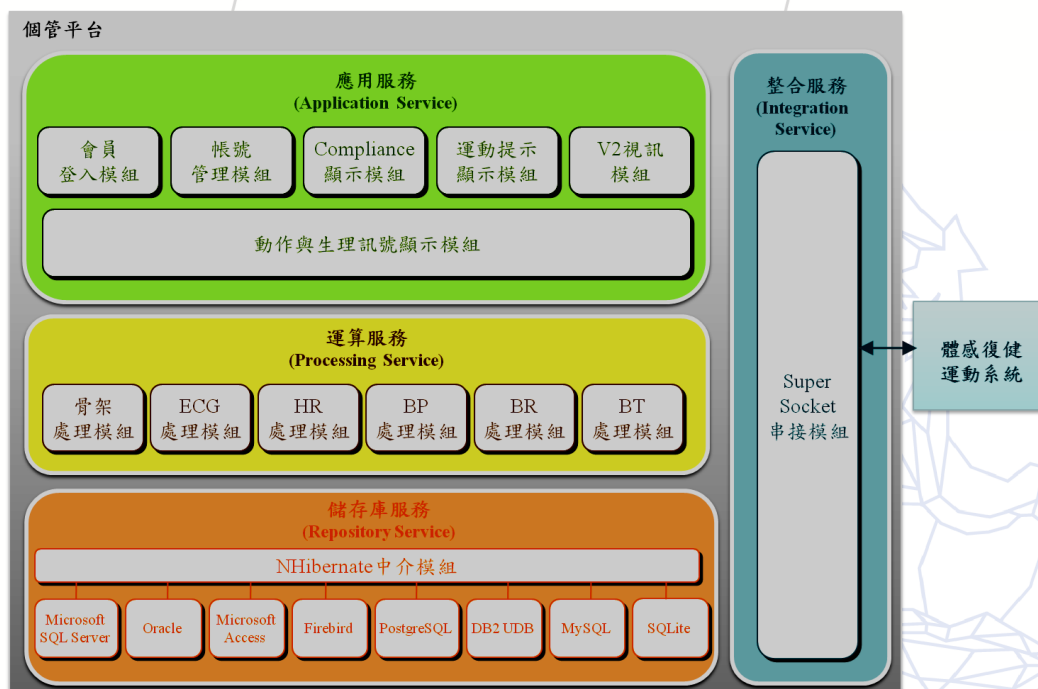 個管平台
應用服務
(Application Service)
會員
登入模組
帳號
管理模組
Compliance
顯示模組
運動提示
顯示模組
V2視訊
模組
動作與生理訊號顯示模組
運算服務
(Processing Service)
骨架
處理模組
ECG
處理模組
HR
處理模組
BP
處理模組
BR
處理模組
BT
處理模組
儲存庫服務
(Repository Service)
NHibernate中介模組
Microsoft
SQL Server
Oracle
Microsoft
Access
Firebird
PostgreSQL
DB2 UDB
MySQL
SQLite
整合服務
(Integration
Service)
Super
Socket
串接模組
體感復健
運動系統